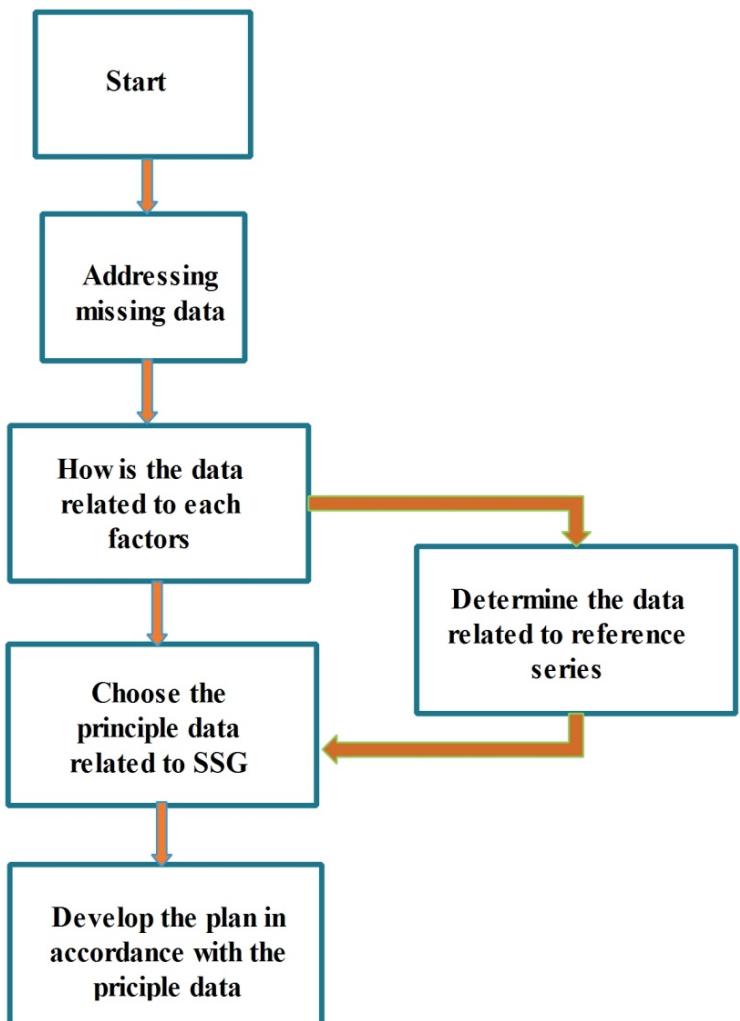 Start
Addressing
missing data
How is the data
related to each
factors
Determine the data
related to reference
series
Choose the
principle data
related to SSG
Develop the plan in
accordance with the
priciple data